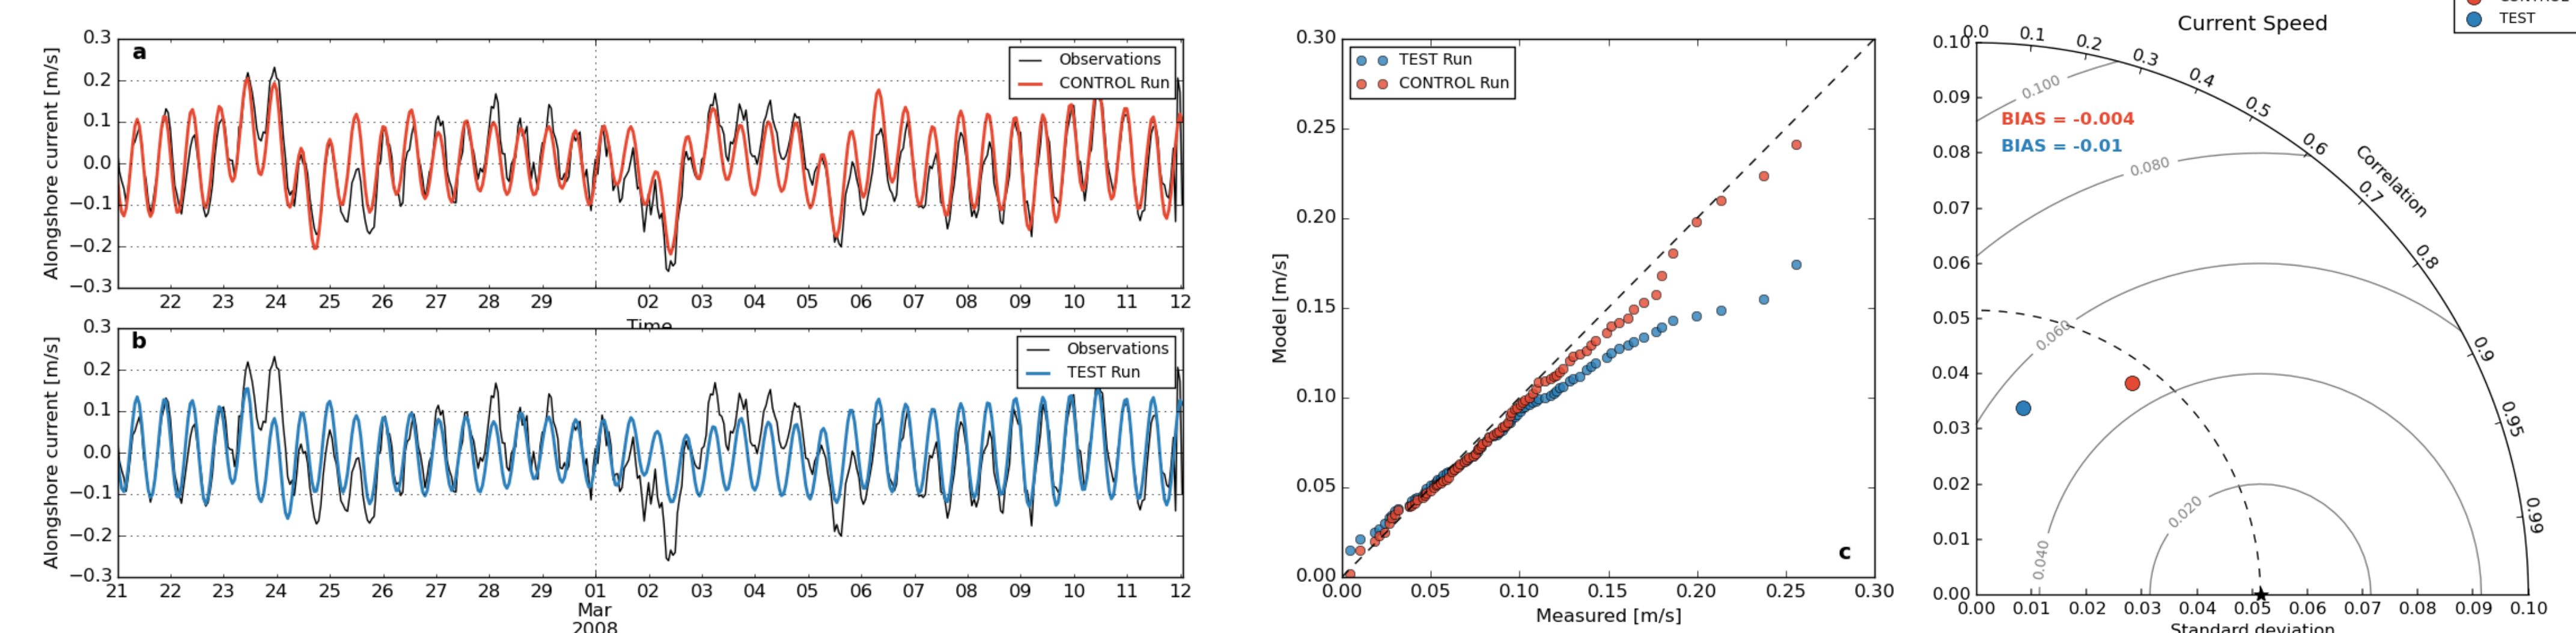 a
Alongshore current [m/s]
0.3
0.2
0.1
0.0
−0.1
−0.2
−0.3
Observations
CONTROL Run
22 23 24 25 26 27 28 29 02 03 04 05 06 07 08 09 10 11 12
Time
b
Alongshore current [m/s]
0.3
0.2
0.1
0.0
−0.1
−0.2
−0.3
Observations
TEST Run
21 22 23 24 25 26 27 28 29 01 02 03 04 05 06 07 08 09 10 11 12
Mar
2008
Model [m/s]
0.30
0.25
0.20
0.15
0.10
0.05
0.00
TEST Run
CONTROL Run
c
0.00 0.05 0.10 0.15 0.20 0.25 0.30
Measured [m/s]
Current Speed
TEST
0.10
0.09
0.08
0.07
0.06
0.05
0.04
0.03
0.02
0.01
0.00
0.0 0.1 0.2 0.3 0.4 0.5 0.6 0.7 0.8 0.9 0.95 0.99
Correlation
0.100
BIAS = -0.004
BIAS = -0.01
0.080
0.060
0.040
0.020
0.00 0.01 0.02 0.03 0.04 0.05 0.06 0.07 0.08 0.09 0.10
Standard deviation